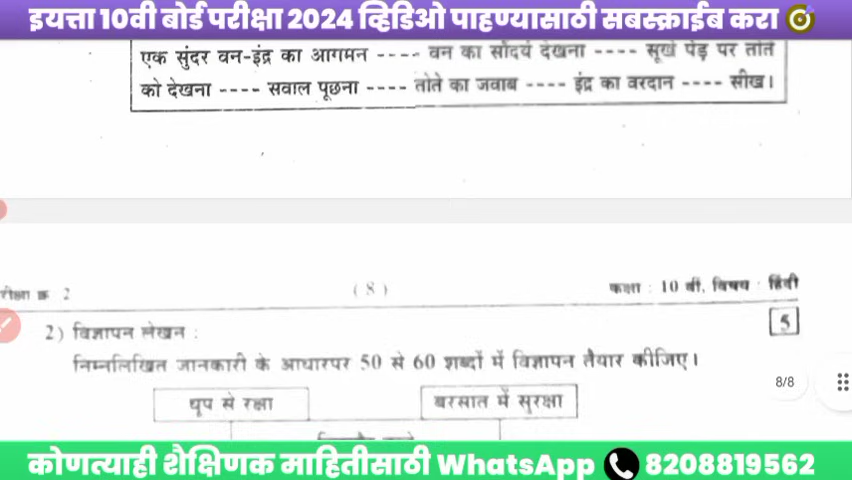 इयत्ता 10वी बोर्ड परीक्षा 2024 व्हिडिओ पाहण्यासाठी सबस्क्राईब करा
एक सुंदर वन-इंद्र का आगमन ---- वन का सौंदर्य देखना ---- सूखे पेड़ पर तोते
को देखना ---- सवाल पूछना ---- तोते का जवाब ---- इंद्र का वरदान ---- सीख।
रीक्षा क्र 2
( 8 )
कक्षा : 10 वीं, विषय : हिंदी
2) विज्ञापन लेखन :
5
निम्नलिखित जानकारी के आधारपर 50 से 60 शब्दों में विज्ञापन तैयार कीजिए।
8/8
धूप से रक्षा
बरसात में सुरक्षा
कोणत्याही शैक्षिणक माहितीसाठी WhatsApp 8208819562